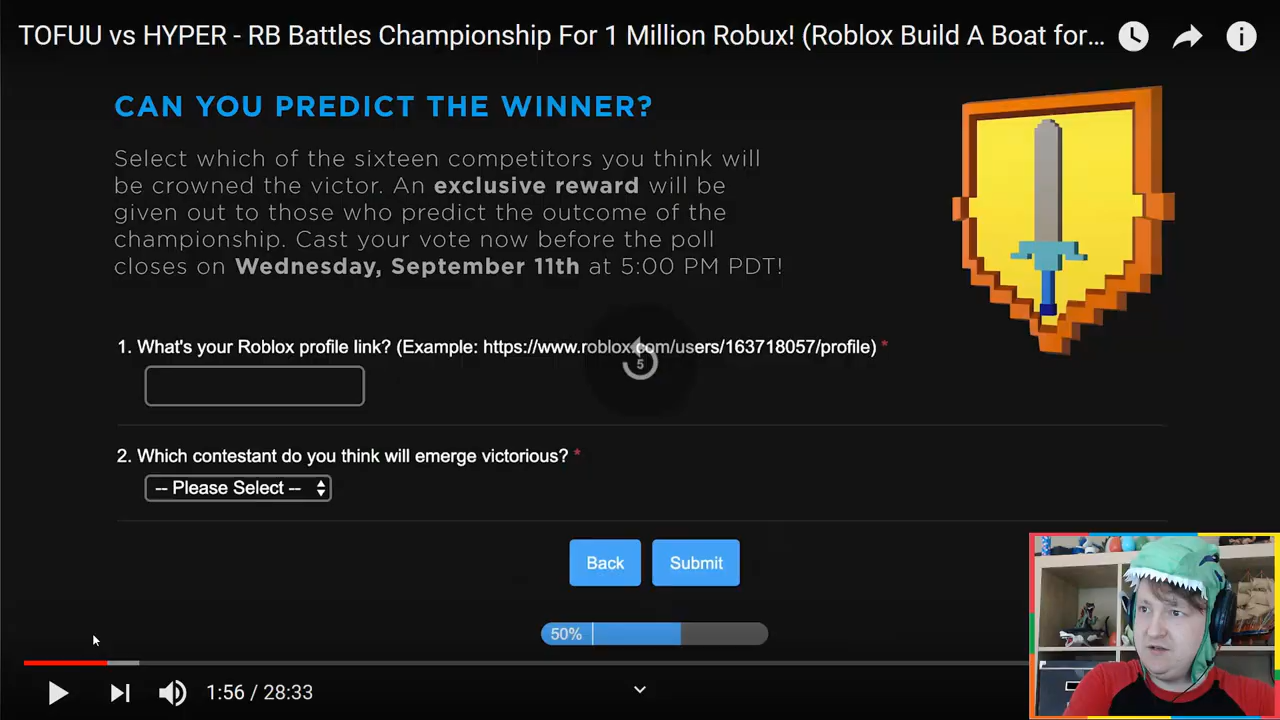 TOFUU vs HYPER - RB Battles Championship For 1 Million Robux! (Roblox Build A Boat for...
CAN YOU PREDICT THE WINNER?
Select which of the sixteen competitors you think will
be crowned the victor. An exclusive reward will be
given out to those who predict the outcome of the
championship. Cast your vote now before the poll
closes on Wednesday, September 11th at 5:00 PM PDT!
1. What's your Roblox profile link? (Example: https://www.roblox.com/users/163718057/profile) *
5
2. Which contestant do you think will emerge victorious? *
-- Please Select --
Back Submit
50%
1:56 / 28:33